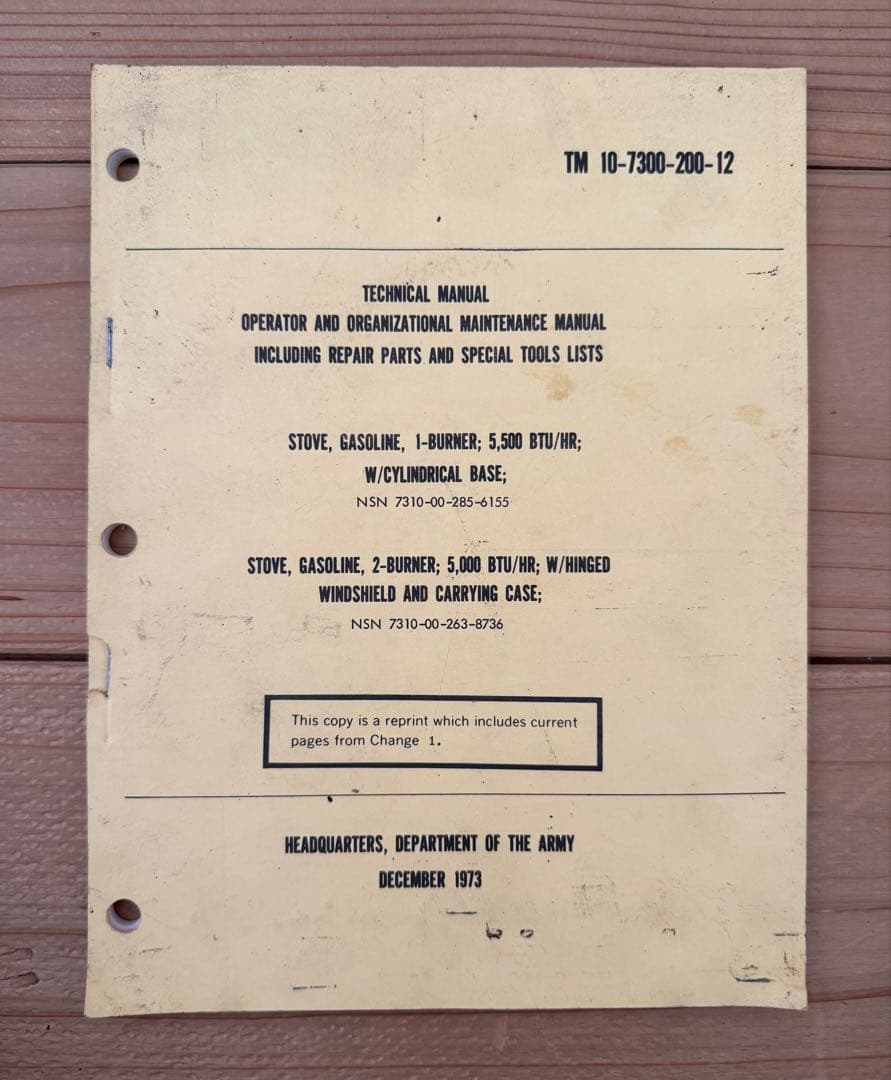 TM 10-7300-200-12
TECHNICAL MANUAL
OPERATOR AND ORGANIZATIONAL MAINTENANCE MANUAL
INCLUDING REPAIR PARTS AND SPECIAL TOOLS LISTS
STOVE, GASOLINE, 1-BURNER; 5,500 BTU/HR;
W/CYLINDRICAL BASE;
NSN 7310-00-285-6155
STOVE, GASOLINE, 2-BURNER; 5,000 BTU/HR; W/HINGED
WINDSHIELD AND CARRYING CASE;
NSN 7310-00-263-8736
This copy is a reprint which includes current
pages from Change 1.
HEADQUARTERS, DEPARTMENT OF THE ARMY
DECEMBER 1973